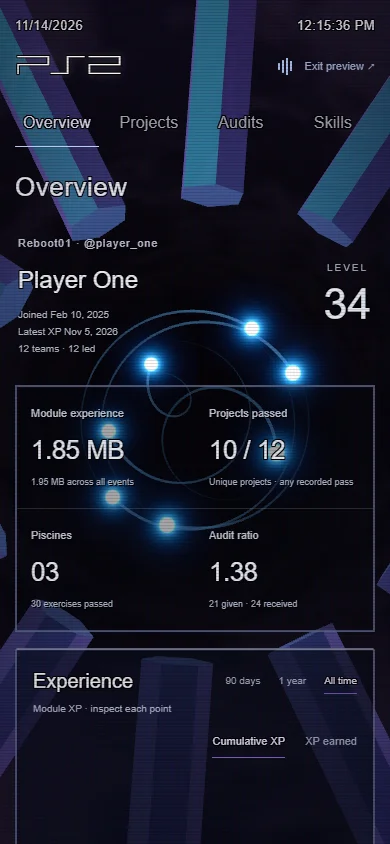 11/14/2026 12:15:36 PM
PS2 Exit preview ↗
Overview Projects Audits Skills
Overview
Reboot01 · @player_one
Player One
LEVEL
34
Joined Feb 10, 2025
Latest XP Nov 5, 2026
12 teams · 12 led
Module experience Projects passed
1.85 MB 10 / 12
1.95 MB across all events Unique projects · any recorded pass
Piscines Audit ratio
03 1.38
30 exercises passed 21 given · 24 received
Experience 90 days 1 year All time
Module XP · inspect each point
Cumulative XP XP earned